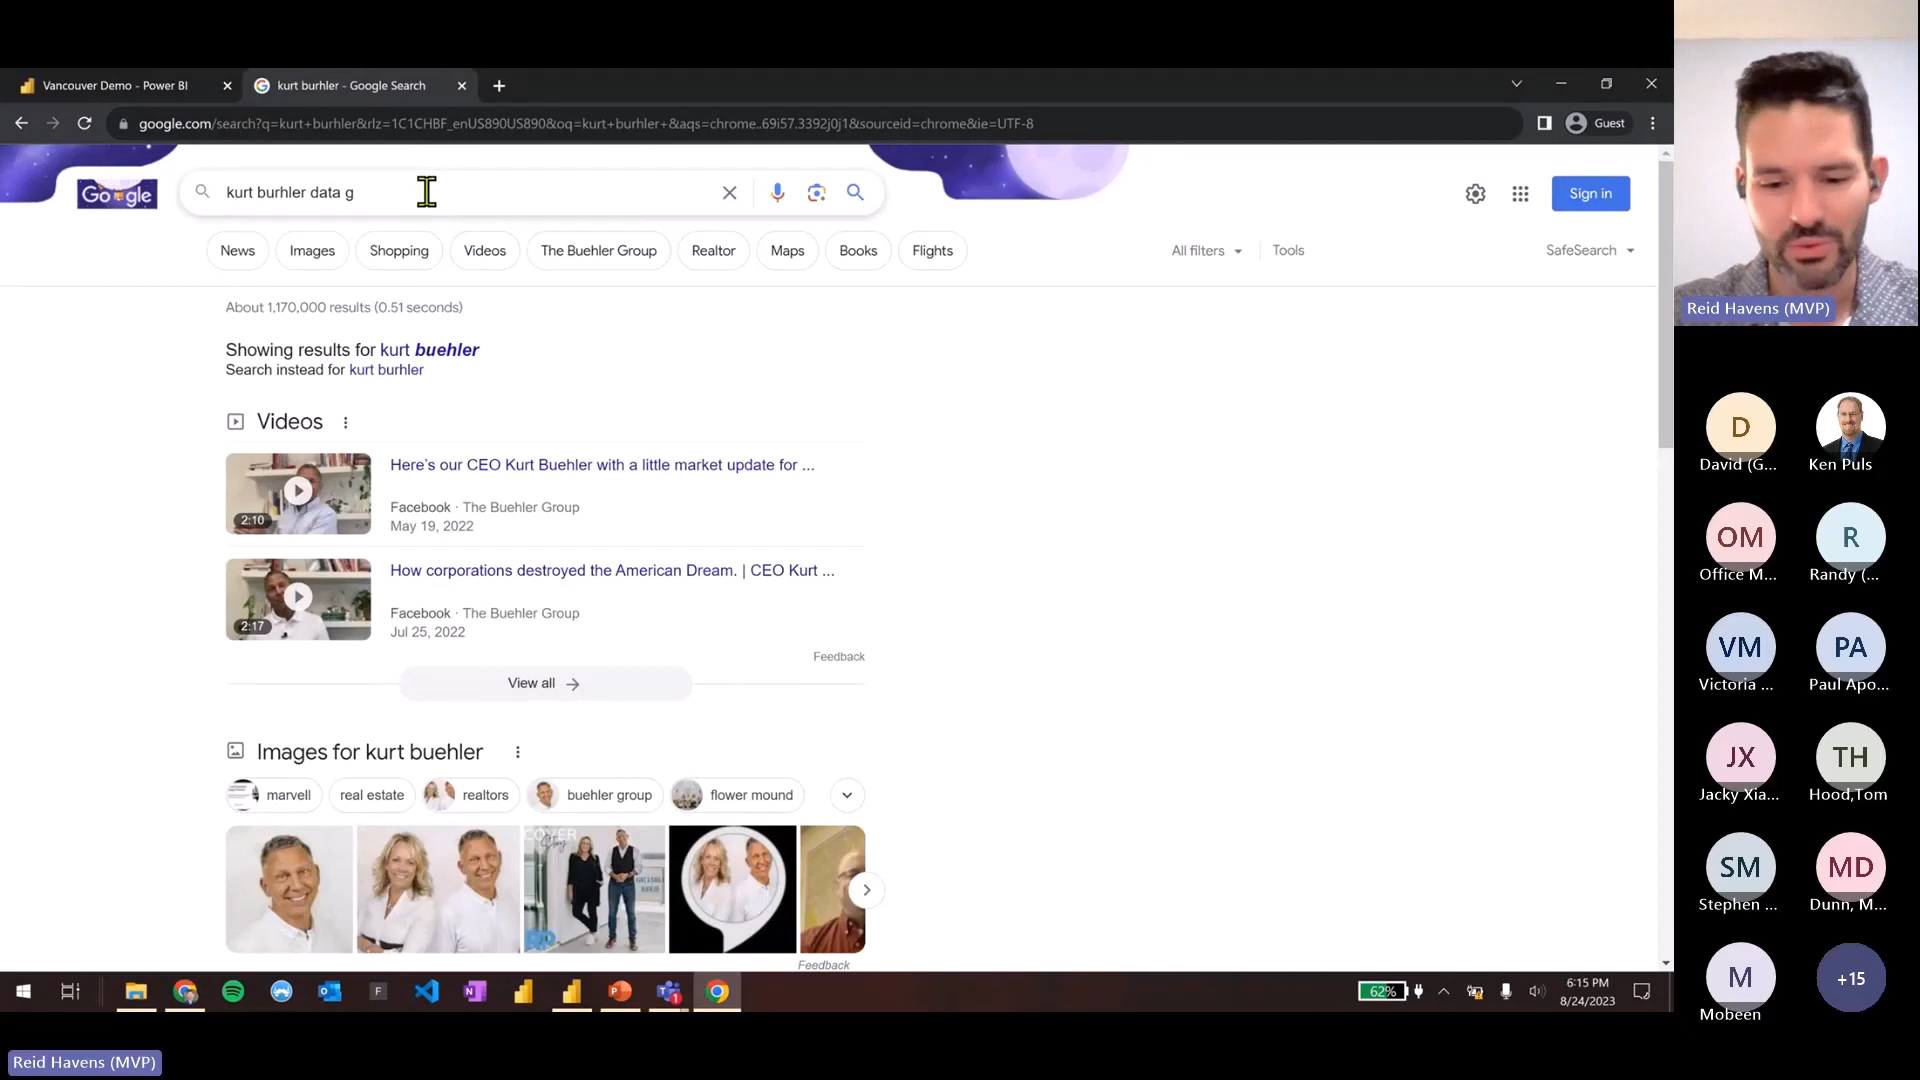 Vancouver Demo - Power BI
kurt burhler - Google Search
google.com/search?q=kurt+burhler&rlz=1C1CHBF_enUS890US890&oq=kurt+burhler+&aqs=chrome..69i57.3392j0j1&sourceid=chrome&ie=UTF-8
Guest
Google
kurt burhler data g
Sign in
News
Images
Shopping
Videos
The Buehler Group
Realtor
Maps
Books
Flights
All filters
Tools
SafeSearch
About 1,170,000 results (0.51 seconds)
Showing results for kurt buehler
Search instead for kurt burhler
Videos
Here's our CEO Kurt Buehler with a little market update for ...
2:10
Facebook · The Buehler Group
May 19, 2022
How corporations destroyed the American Dream. | CEO Kurt ...
2:17
Facebook · The Buehler Group
Jul 25, 2022
Feedback
View all
Images for kurt buehler
marvell
real estate
realtors
buehler group
flower mound
COVER
Feedback
62%
6:15 PM
8/24/2023
Reid Havens (MVP)
D
David (G...
Ken Puls
OM
Office M...
R
Randy (...
VM
Victoria ...
PA
Paul Apo...
JX
Jacky Xia...
TH
Hood,Tom
SM
Stephen ...
MD
Dunn, M...
M
Mobeen
+15
Reid Havens (MVP)